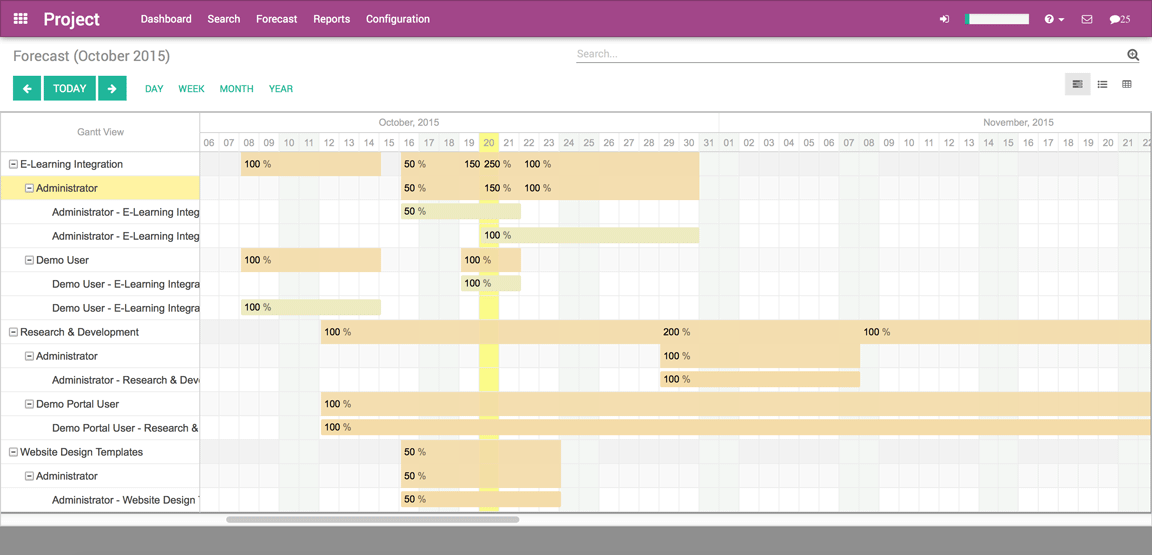 Project Dashboard Search Forecast Reports Configuration ? 25
Forecast (October 2015) Search...
TODAY DAY WEEK MONTH YEAR
Gantt View October, 2015 November, 2015
06 07 08 09 10 11 12 13 14 15 16 17 18 19 20 21 22 23 24 25 26 27 28 29 30 31 01 02 03 04 05 06 07 08 09 10 11 12 13 14 15 16 17 18 19 20 21 22
E-Learning Integration 100 % 50 % 150 250 % 100 %
Administrator 50 % 150 % 100 %
Administrator - E-Learning Integ 50 %
Administrator - E-Learning Integ 100 %
Demo User 100 % 100 %
Demo User - E-Learning Integra 100 %
Demo User - E-Learning Integra 100 %
Research & Development 100 % 200 % 100 %
Administrator 100 %
Administrator - Research & Dev 100 %
Demo Portal User 100 %
Demo Portal User - Research & 100 %
Website Design Templates 50 %
Administrator 50 %
Administrator - Website Design T 50 %